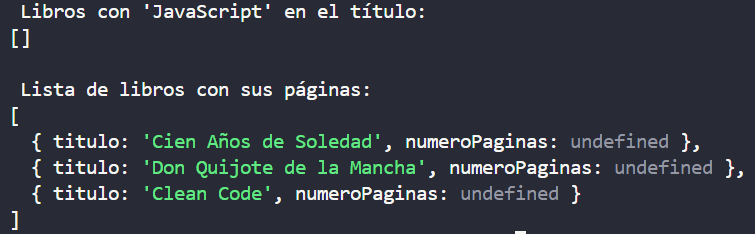 Libros con 'JavaScript' en el título:
[]
Lista de libros con sus páginas:
[
{ titulo: 'Cien Años de Soledad', numeroPaginas: undefined },
{ titulo: 'Don Quijote de la Mancha', numeroPaginas: undefined },
{ titulo: 'Clean Code', numeroPaginas: undefined }
]